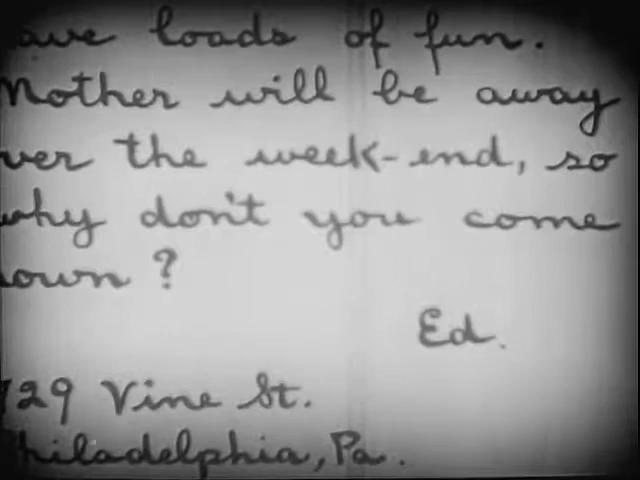 ave loads of fun.
Mother will be away
ver the week-end, so
why don't you come
own?
Ed.
729 Vine St.
hiladelphia, Pa.